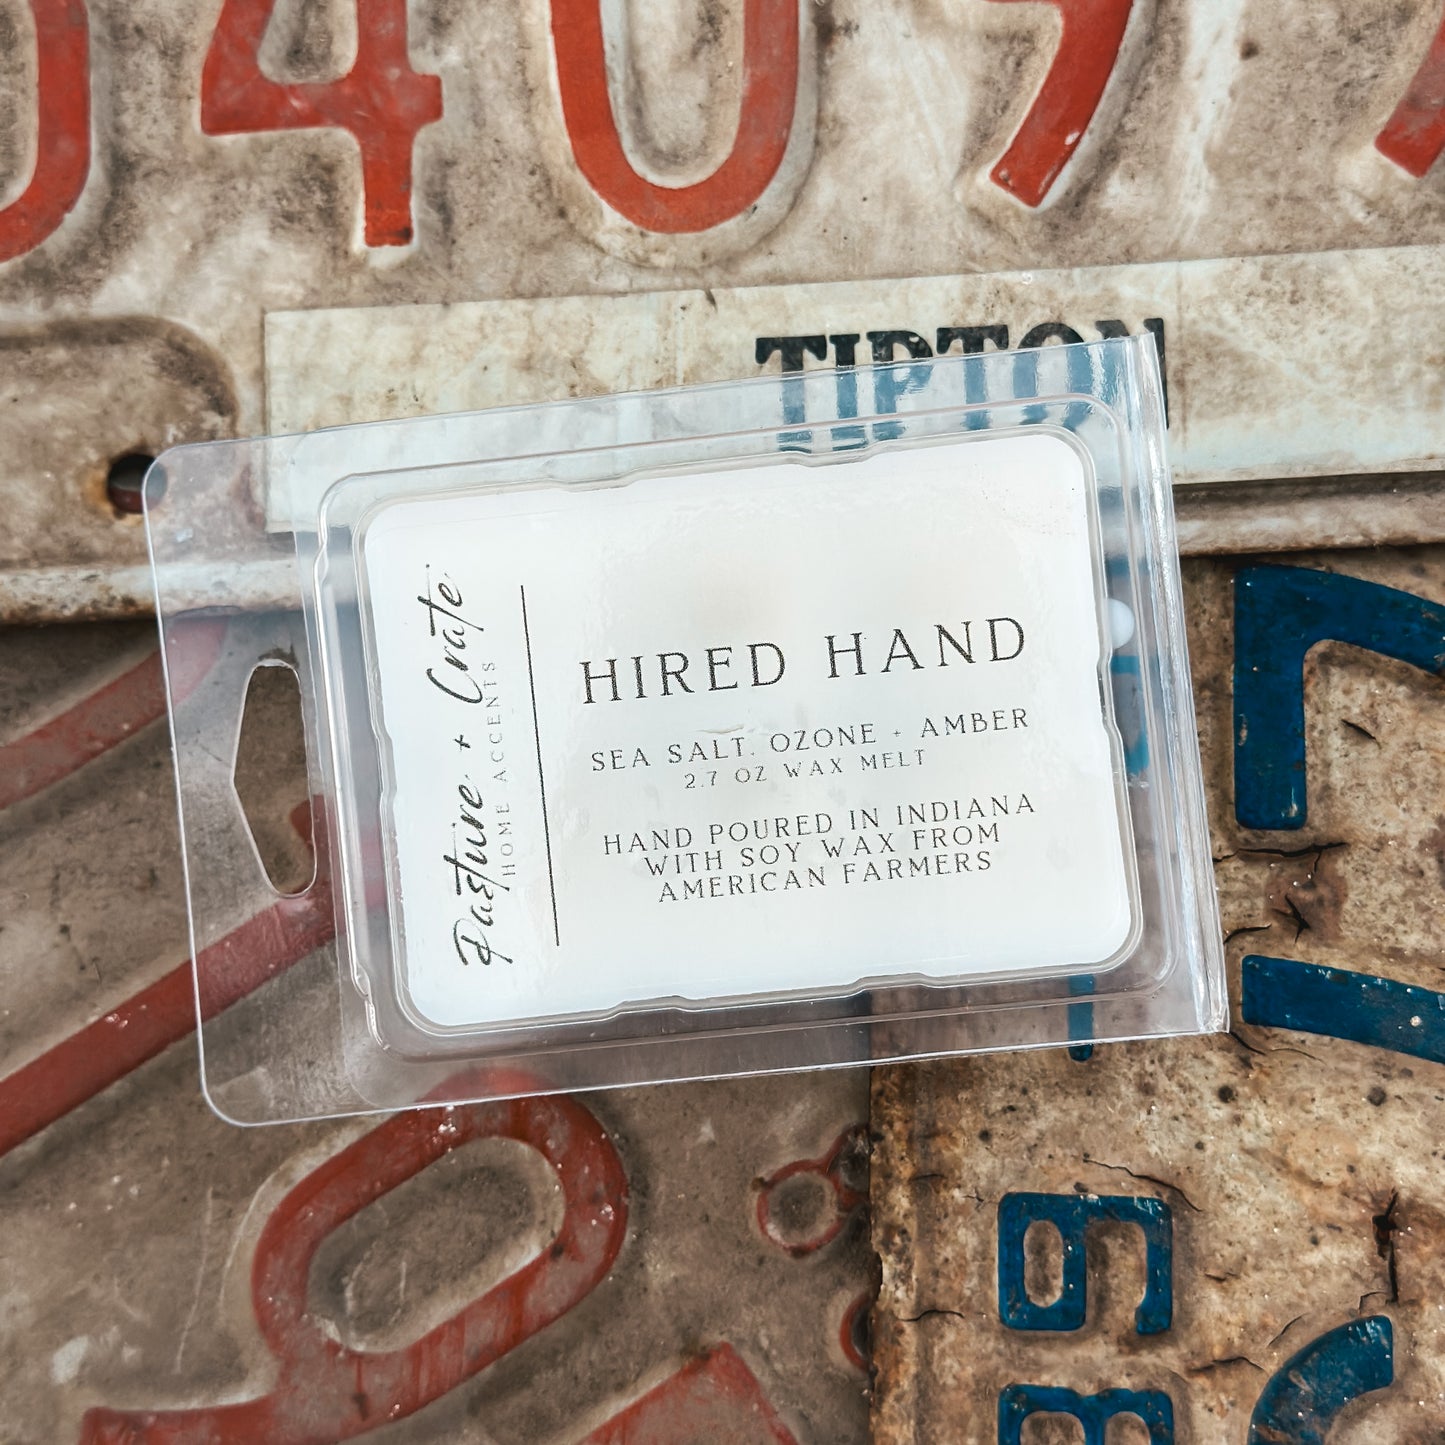 TIPTON
Pasture + Crate
HOME ACCENTS
HIRED HAND
SEA SALT, OZONE + AMBER
2.7 OZ WAX MELT
HAND POURED IN INDIANA
WITH SOY WAX FROM
AMERICAN FARMERS